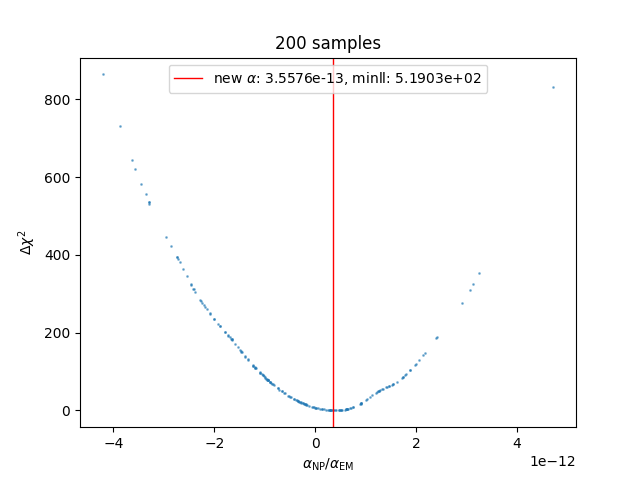 200 samples
new α: 3.5576e-13, minll: 5.1903e+02
800
600
400
200
0
Δχ²
−4
−2
0
2
4
1e−12
α_NP/α_EM